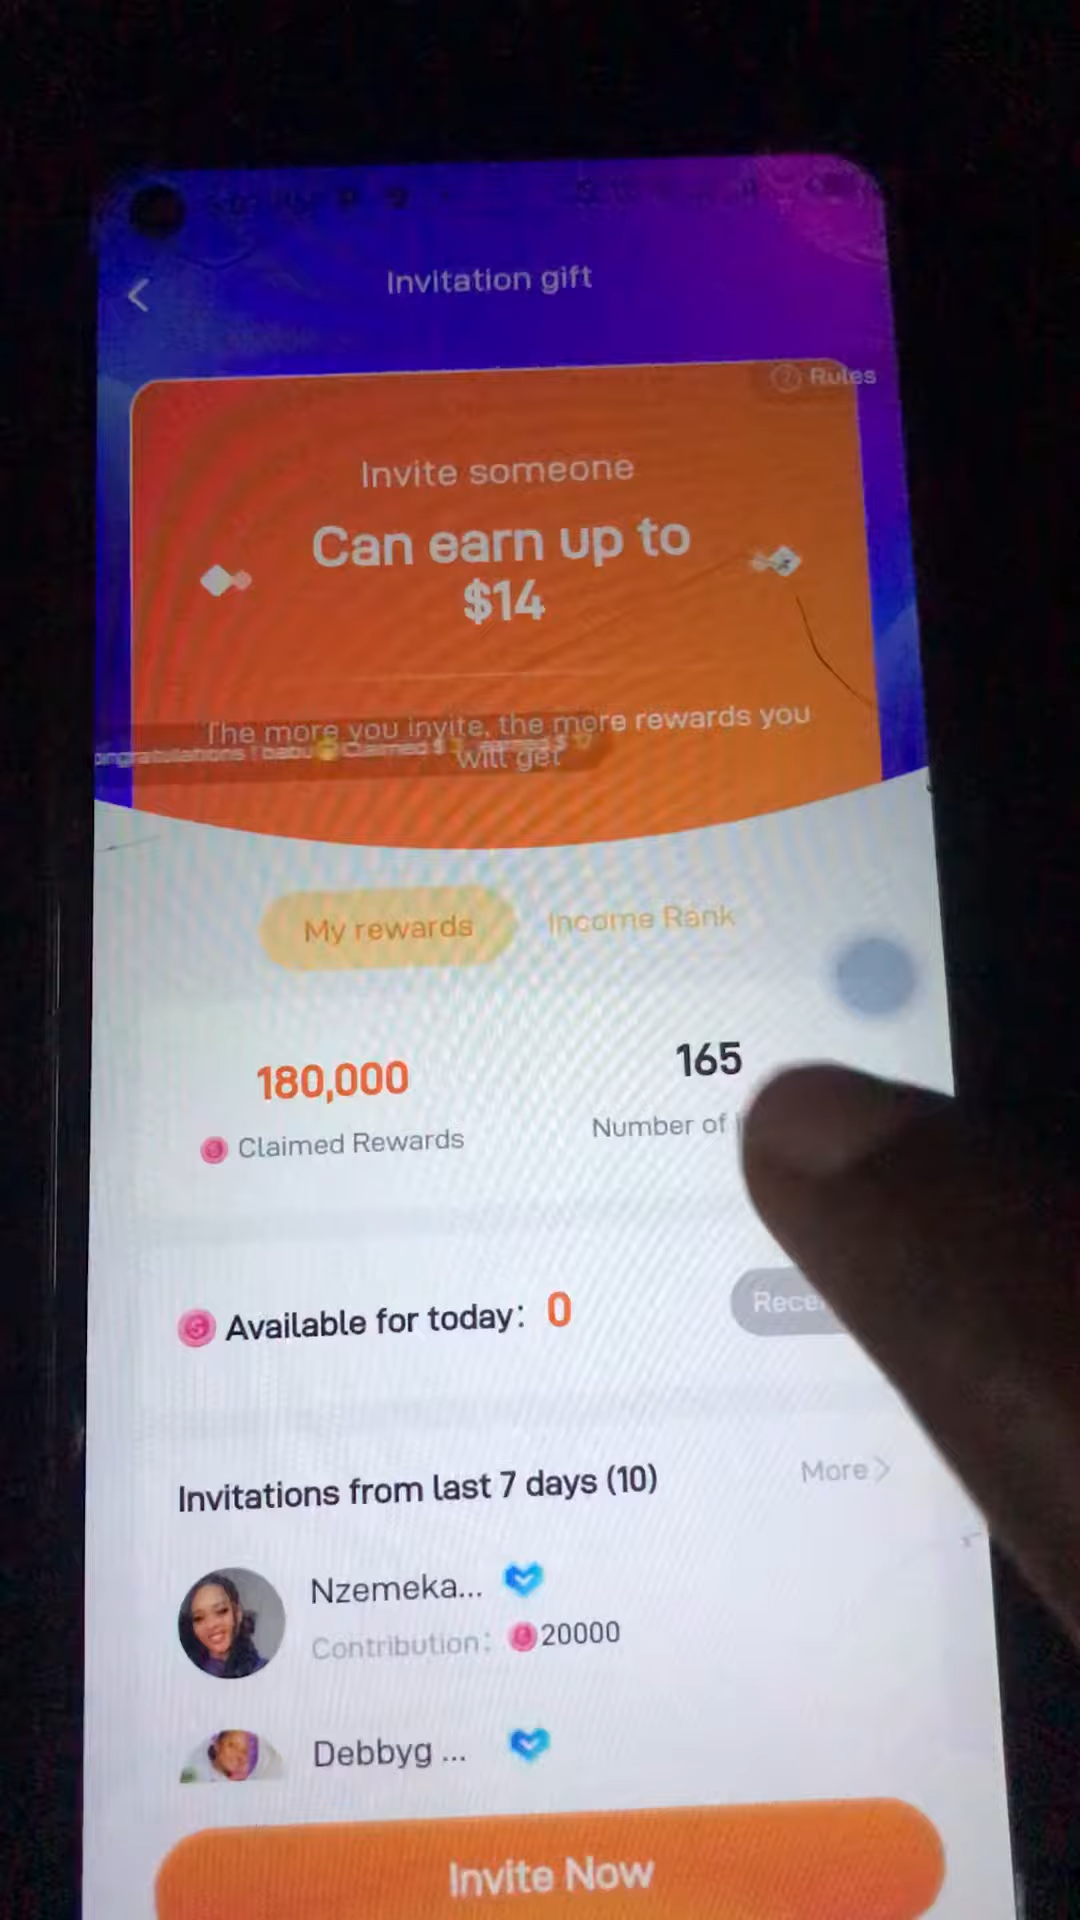 Invitation gift
Rules
Invite someone
Can earn up to
$14
The more you invite, the more rewards you
will get
My rewards
Income Rank
180,000
165
Claimed Rewards
Number of
Available for today: 0
Invitations from last 7 days (10)
More >
Nzemeka...
Contribution: 20000
Debbyg ...
Invite Now